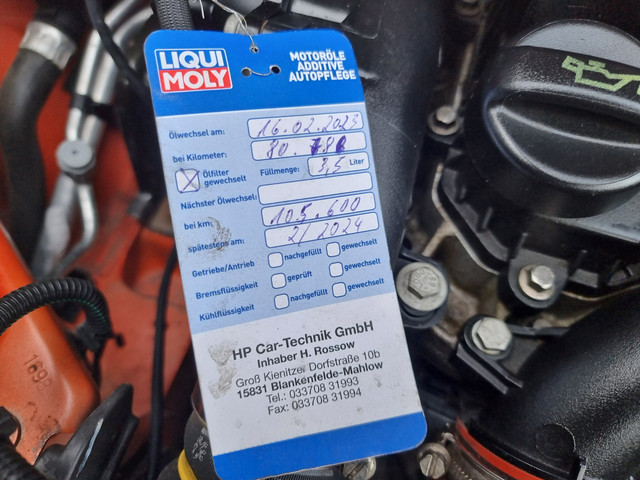 LIQUI
MOLY
MOTORÖLE
ADDITIVE
AUTOPFLEGE
Ölwechsel am: 16.02.2023
bei Kilometer:
Ölfilter gewechselt
Füllmenge: 3,5 Liter
Nächster Ölwechsel:
bei km: 105.600
spätestens am: 2/2024
Getriebe/Antrieb nachgefüllt gewechselt
Bremsflüssigkeit geprüft gewechselt
Kühlflüssigkeit nachgefüllt gewechselt
HP Car-Technik GmbH
Inhaber H. Rossow
Groß Kienitzer Dorfstraße 10b
15831 Blankenfelde-Mahlow
Tel.: 033708 31993
Fax: 033708 31994